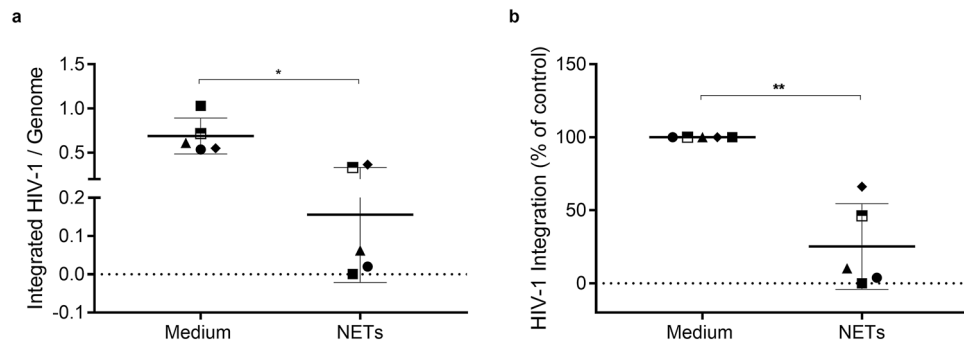 a
b
Integrated HIV-1 / Genome
1.5
1.0
0.5
0.2
0.1
0.0
-0.1
*
Medium
NETs
HIV-1 Integration (% of control)
150
100
50
0
**
Medium
NETs